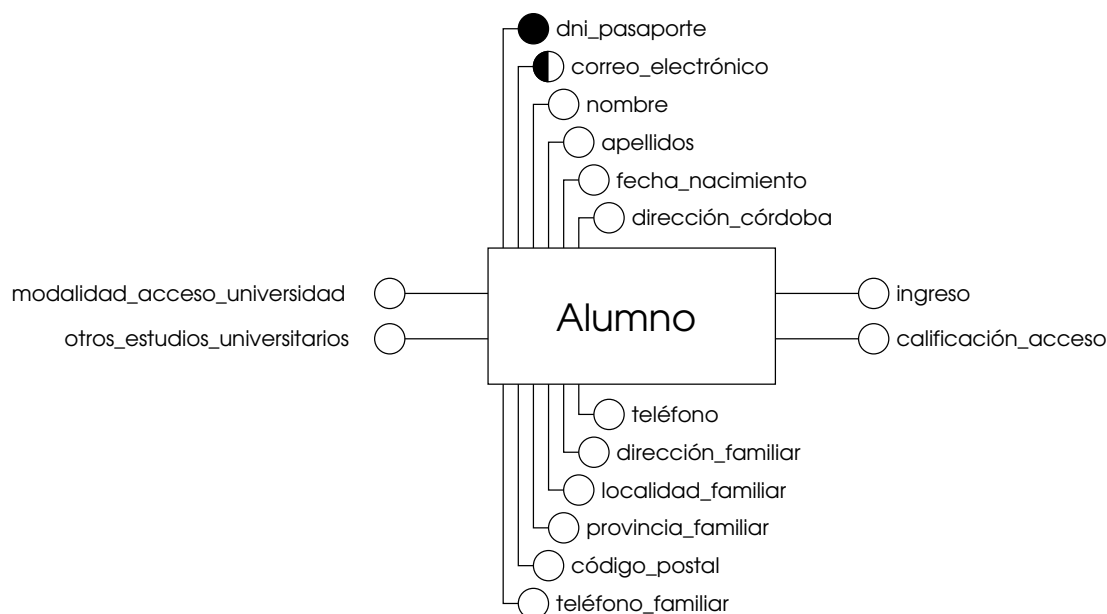 dni_pasaporte
correo_electrónico
nombre
apellidos
fecha_nacimiento
dirección_córdoba
modalidad_acceso_universidad
ingreso
Alumno
otros_estudios_universitarios
calificación_acceso
teléfono
dirección_familiar
localidad_familiar
provincia_familiar
código_postal
teléfono_familiar